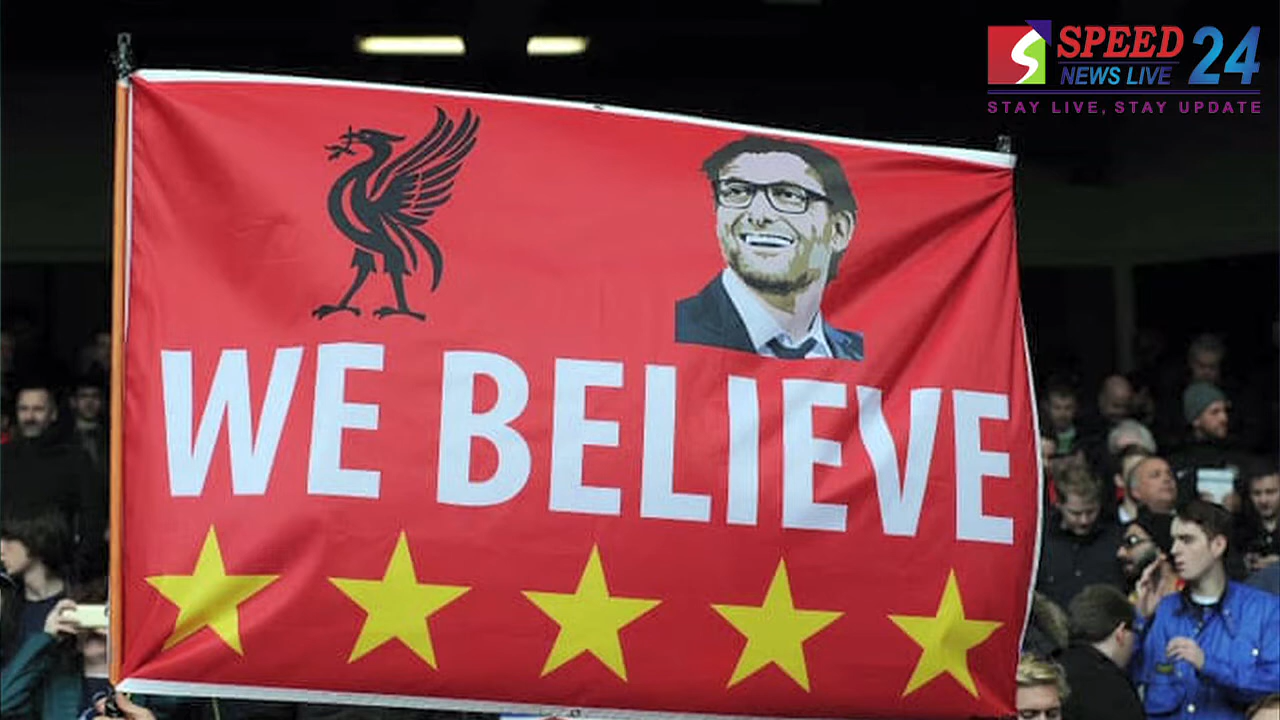 SPEED 24
NEWS LIVE
STAY LIVE, STAY UPDATE
WE BELIEVE